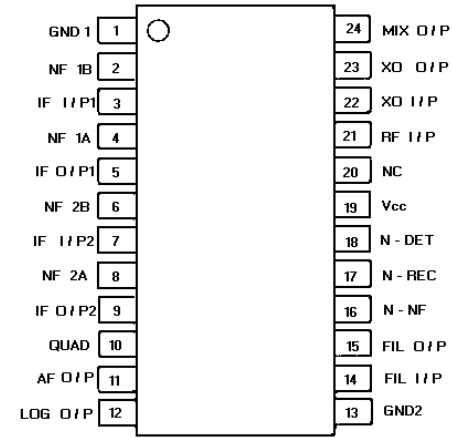 GND 1 1 24 MIX O/P
NF 1B 2 23 XO O/P
IF I/P1 3 22 XO I/P
NF 1A 4 21 RF I/P
IF O/P1 5 20 NC
NF 2B 6 19 Vcc
IF I/P2 7 18 N - DET
NF 2A 8 17 N - REC
IF O/P2 9 16 N - NF
QUAD 10 15 FIL O/P
AF O/P 11 14 FIL I/P
LOG O/P 12 13 GND2